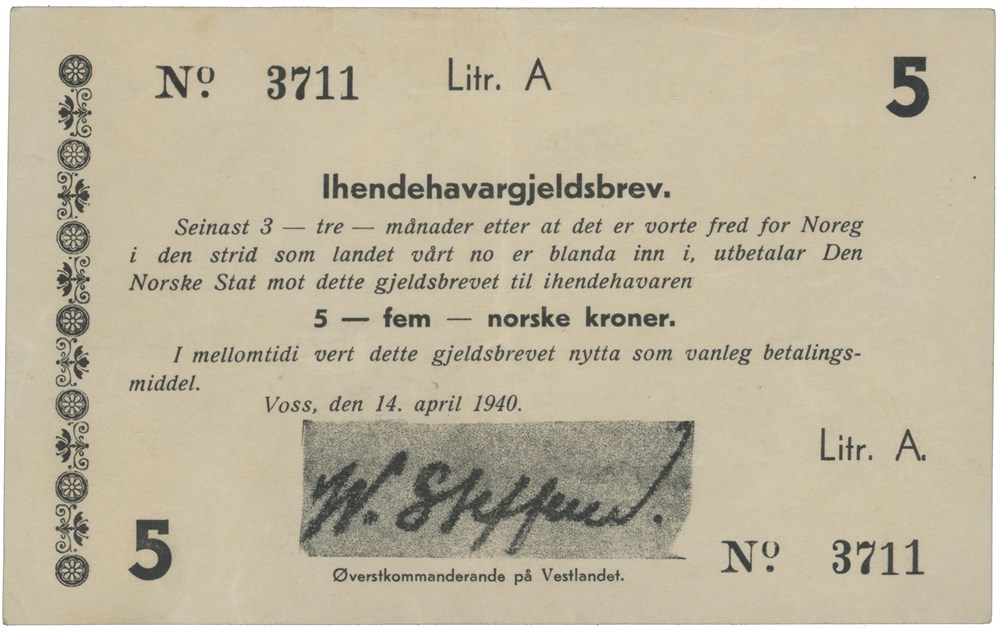 Nº 3711 Litr. A 5
Ihendehavargjeldsbrev.
Seinast 3 — tre — månader etter at det er vorte fred for Noreg
i den strid som landet vårt no er blanda inn i, utbetalar Den
Norske Stat mot dette gjeldsbrevet til ihendehavaren
5 — fem — norske kroner.
I mellomtidi vert dette gjeldsbrevet nytta som vanleg betalings-
middel.
Voss, den 14. april 1940.
Litr. A.
W. Steffens.
5 Nº 3711
Øverstkommanderande på Vestlandet.